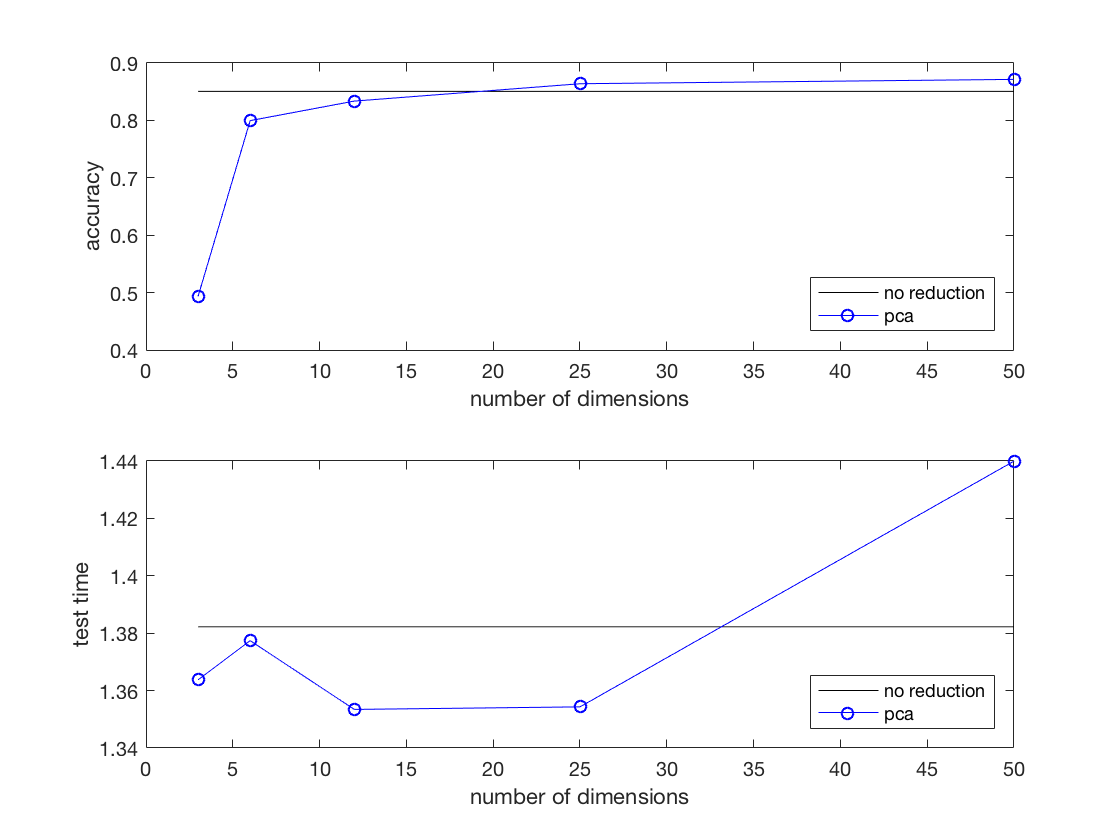 0.9
0.8
0.7
0.6
0.5
0.4
accuracy
no reduction
pca
0 5 10 15 20 25 30 35 40 45 50
number of dimensions
1.44
1.42
1.4
1.38
1.36
1.34
test time
no reduction
pca
0 5 10 15 20 25 30 35 40 45 50
number of dimensions